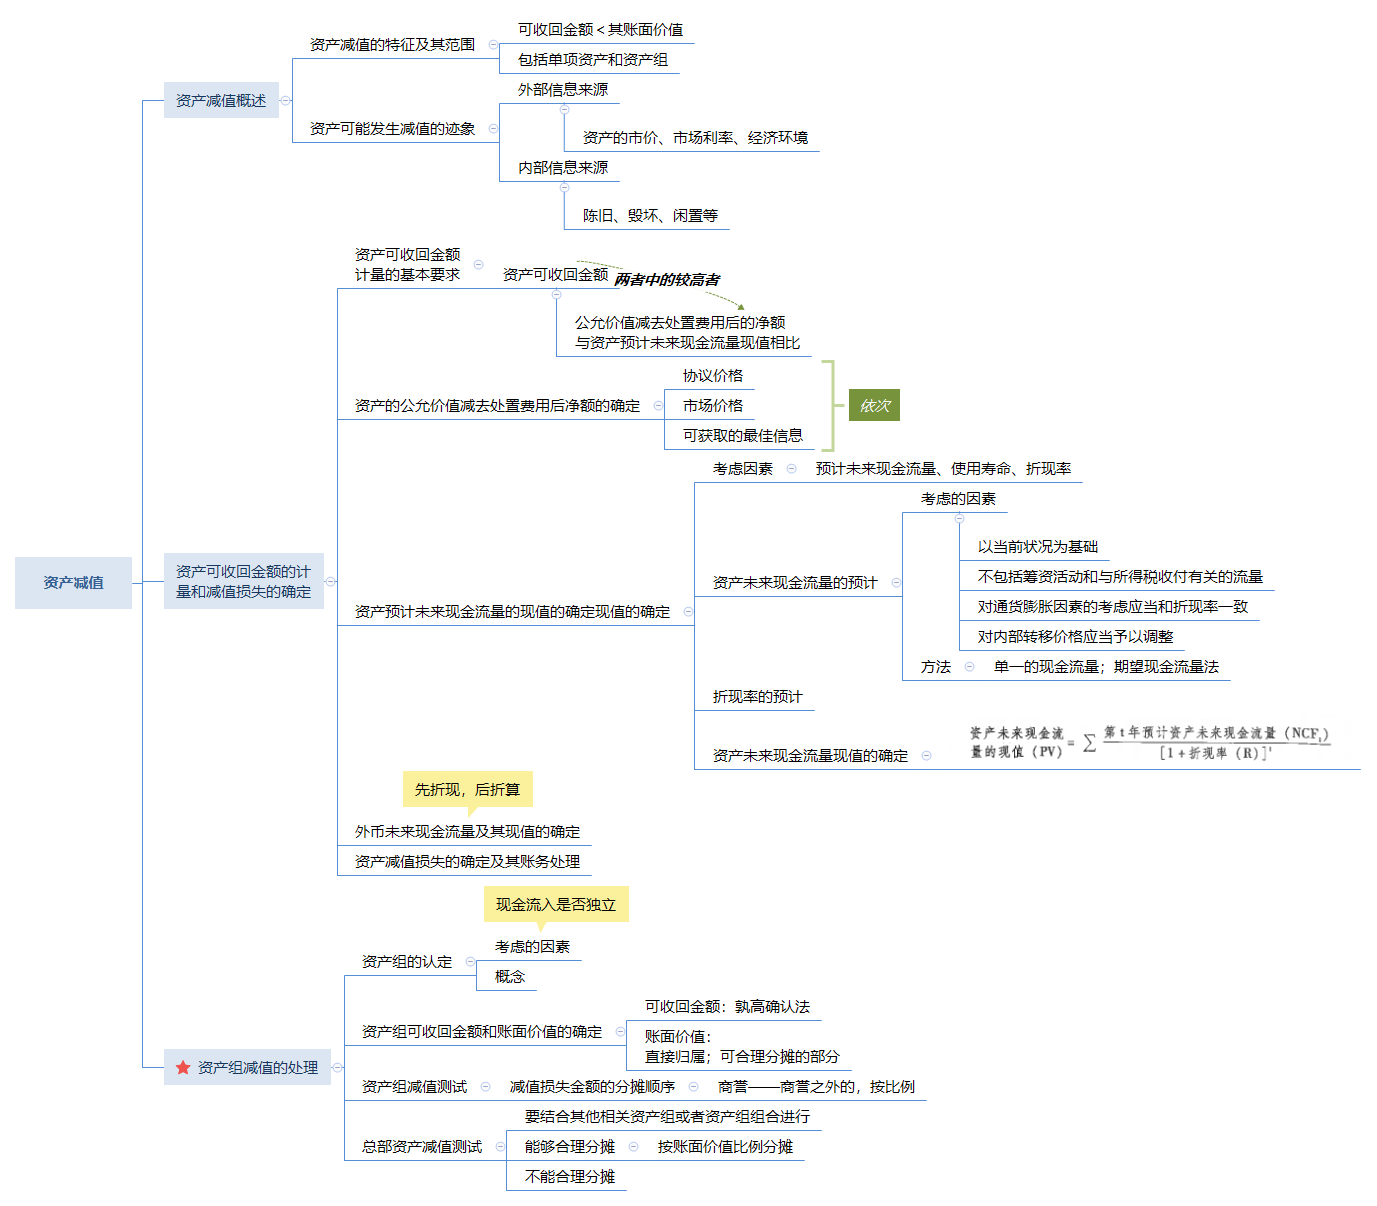 资产减值
资产减值概述
资产减值的特征及其范围
可收回金额＜其账面价值
包括单项资产和资产组
资产可能发生减值的迹象
外部信息来源
资产的市价、市场利率、经济环境
内部信息来源
陈旧、毁坏、闲置等
资产可收回金额的计
量和减值损失的确定
资产可收回金额
计量的基本要求
资产可收回金额
两者中的较高者
公允价值减去处置费用后的净额
与资产预计未来现金流量现值相比
资产的公允价值减去处置费用后净额的确定
协议价格
市场价格
可获取的最佳信息
依次
资产预计未来现金流量的现值的确定现值的确定
考虑因素
预计未来现金流量、使用寿命、折现率
资产未来现金流量的预计
考虑的因素
以当前状况为基础
不包括筹资活动和与所得税收付有关的流量
对通货膨胀因素的考虑应当和折现率一致
对内部转移价格应当予以调整
方法
单一的现金流量；期望现金流量法
折现率的预计
资产未来现金流量现值的确定
资产未来现金流
量的现值（PV）
= ∑
第 t 年预计资产未来现金流量（NCFt）
［1＋折现率（R）］t
先折现，后折算
外币未来现金流量及其现值的确定
资产减值损失的确定及其账务处理
资产组减值的处理
资产组的认定
现金流入是否独立
考虑的因素
概念
资产组可收回金额和账面价值的确定
可收回金额：孰高确认法
账面价值：
直接归属；可合理分摊的部分
资产组减值测试
减值损失金额的分摊顺序
商誉——商誉之外的，按比例
总部资产减值测试
要结合其他相关资产组或者资产组组合进行
能够合理分摊
按账面价值比例分摊
不能合理分摊